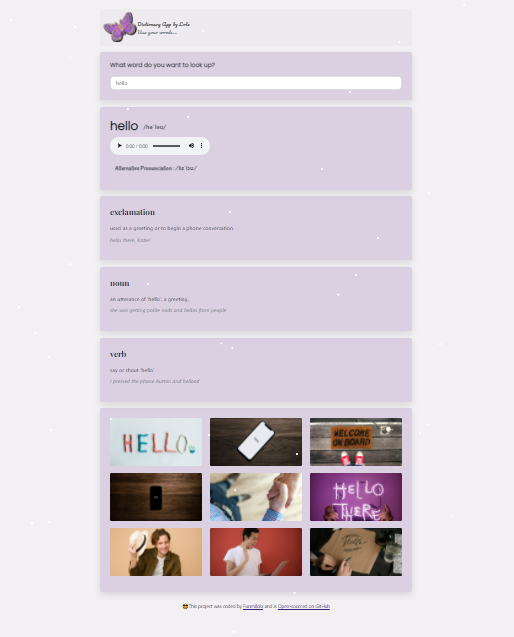 Dictionary App by Lola
Use your words...
What word do you want to look up?
hello
hello /heˈləʊ/
0:00 / 0:00
Alternative Pronunciation : /hɛˈləʊ/
exclamation
used as a greeting or to begin a phone conversation.
hello there, Katie!
noun
an utterance of 'hello'; a greeting.
she was getting polite nods and hellos from people
verb
say or shout 'hello'.
I pressed the phone button and helloed
HELLO
WELCOME
ON BOARD
HELLO
THERE
This project was coded by Funmilola and is Open-sourced on GitHub